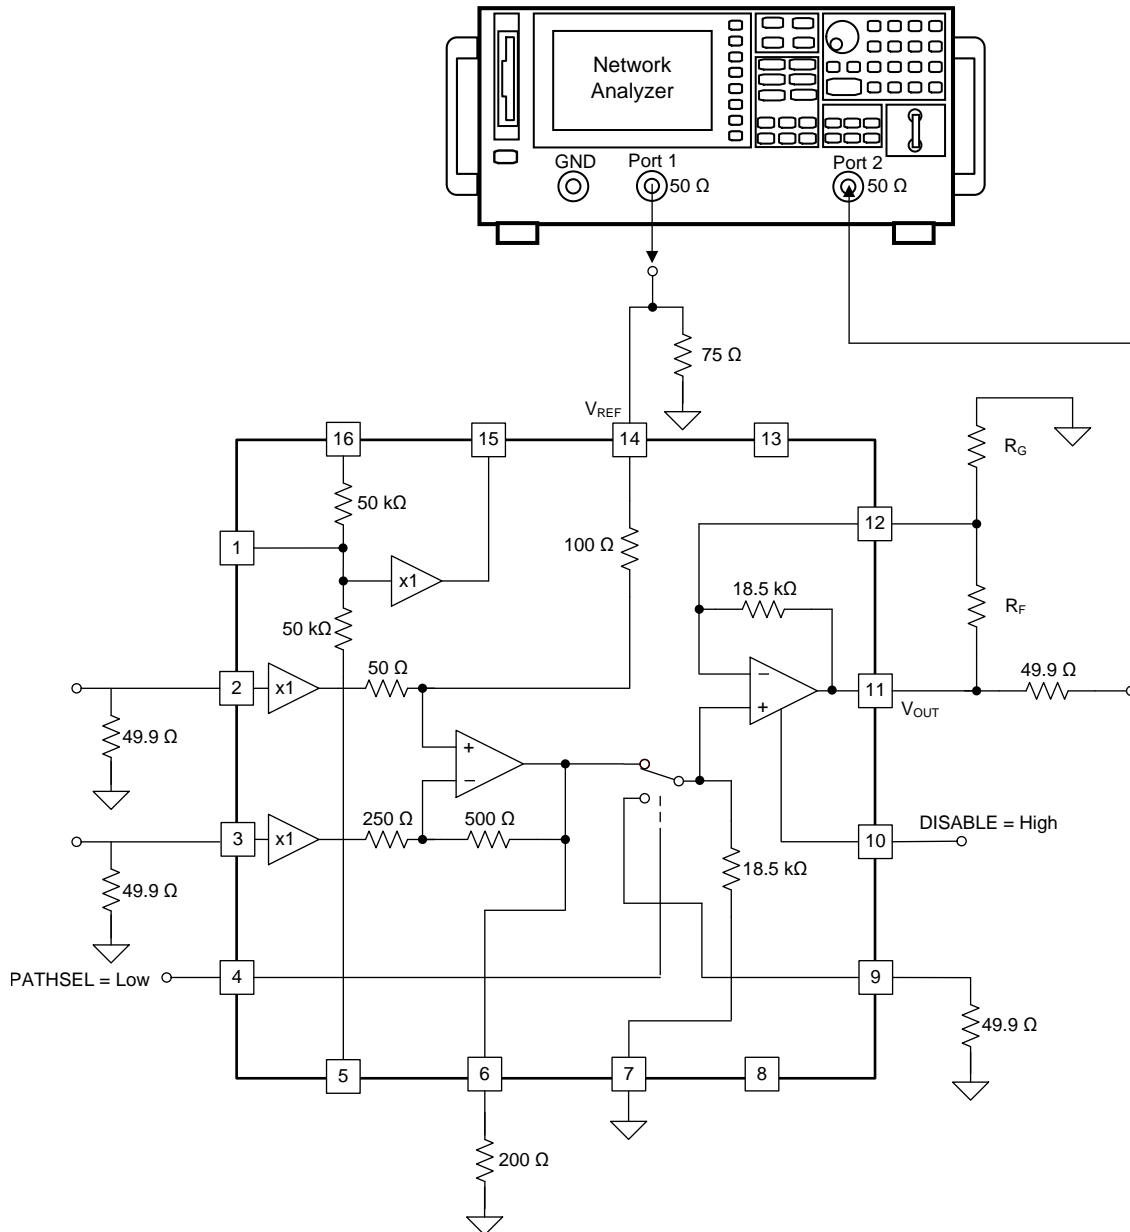 Network
Analyzer
GND
Port 1
50 Ω
Port 2
50 Ω
75 Ω
VREF
16
15
14
13
RG
50 kΩ
12
1
100 Ω
x1
18.5 kΩ
RF
50 kΩ
50 Ω
49.9 Ω
2
x1
−
11
VOUT
+
49.9 Ω
+
−
250 Ω
500 Ω
DISABLE = High
3
x1
10
18.5 kΩ
49.9 Ω
PATHSEL = Low
4
9
49.9 Ω
5
6
7
8
200 Ω